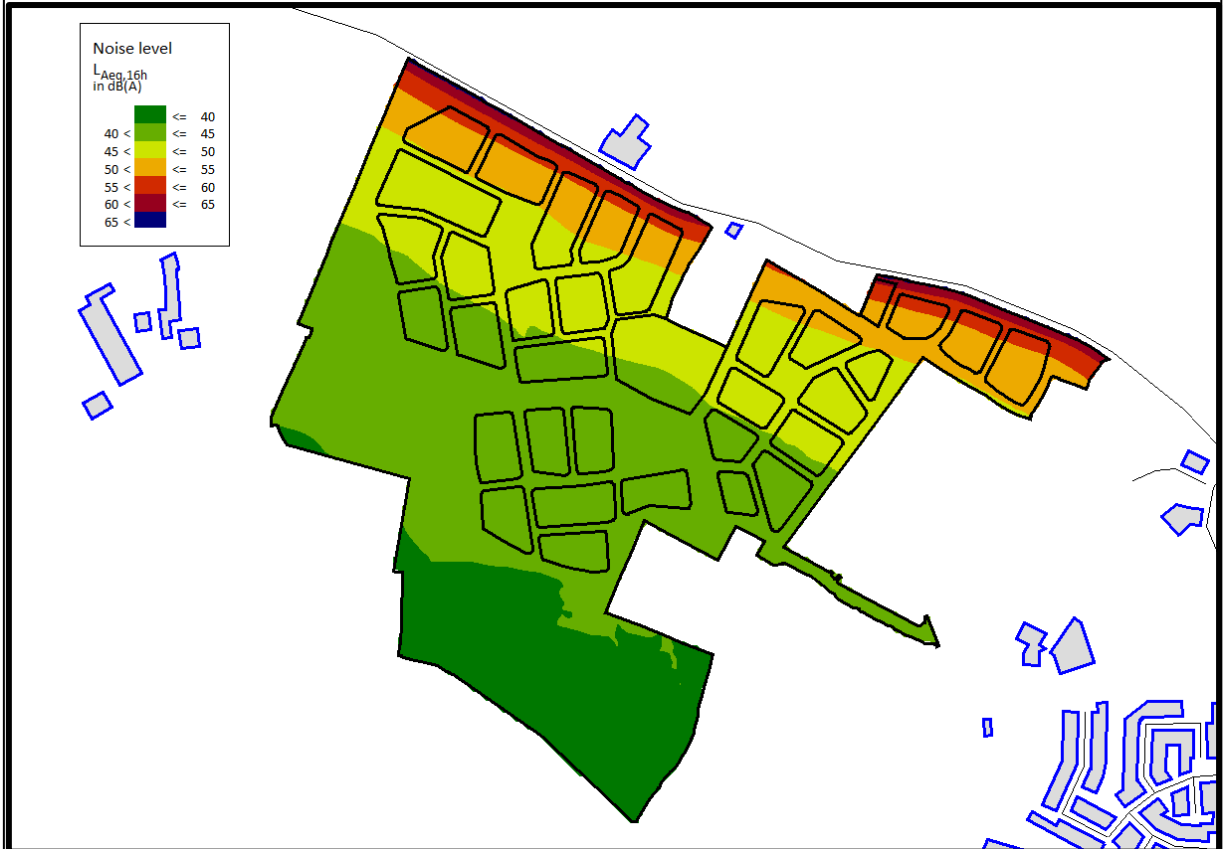 Noise level
LAeq,16h
in dB(A)
<= 40
40 < <= 45
45 < <= 50
50 < <= 55
55 < <= 60
60 < <= 65
65 <